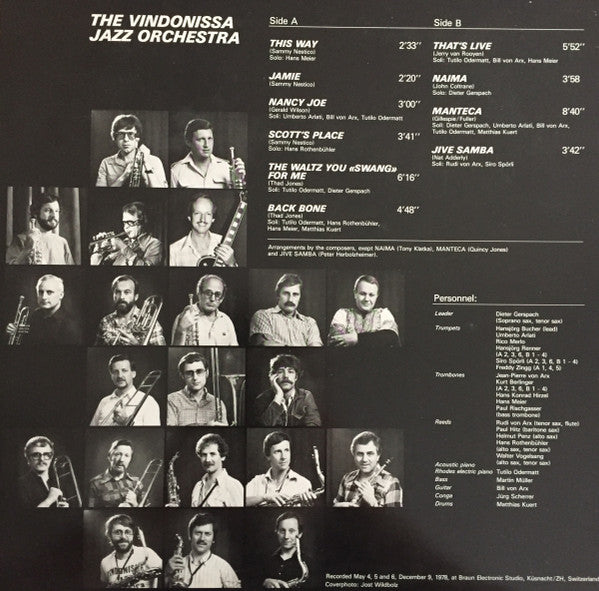 THE VINDONISSA
JAZZ ORCHESTRA
Side A
THIS WAY 2'33''
(Sammy Nestico)
Solo: Hans Meier
JAMIE 2'20''
(Sammy Nestico)
NANCY JOE 3'00''
(Gerald Wilson)
Soli: Umberto Arlati, Bill von Arx, Tutilo Odermatt
SCOTT'S PLACE 3'41''
(Sammy Nestico)
Solo: Hans Rothenbühler
THE WALTZ YOU «SWANG»
FOR ME 6'16''
(Thad Jones)
Soli: Tutilo Odermatt, Dieter Gerspach
BACK BONE 4'48''
(Thad Jones)
Soli: Tutilo Odermatt, Hans Rothenbühler,
Hans Meier, Matthias Kuert
Side B
THAT'S LIVE 5'52''
(Jerry van Rooyen)
Soli: Tutilo Odermatt, Bill von Arx, Hans Meier
NAIMA 3'58
(John Coltrane)
Solo: Dieter Gerspach
MANTECA 8'40''
(Gillespie/Fuller)
Soli: Dieter Gerspach, Umberto Arlati, Bill von Arx,
Tutilo Odermatt, Matthias Kuert
JIVE SAMBA 3'42''
(Nat Adderly)
Soli: Rudi von Arx, Siro Spörli
Arrangements by the composers, exept NAIMA (Tony Klatka), MANTECA (Quincy Jones)
and JIVE SAMBA (Peter Herbolzheimer).
Personnel:
Leader Dieter Gerspach
(Soprano sax, tenor sax)
Trumpets Hansjörg Bucher (lead)
Umberto Arlati
Rico Merlo
Hansjörg Renner
(A 2, 3, 6, B 1 - 4)
Siro Spörli (A 2, 3, 6, B 1 - 4)
Freddy Zingg (A 1, 4, 5)
Trombones Jean-Pierre von Arx
Kurt Berlinger
(A 2, 3, 6, B 1 - 4)
Hans Konrad Hirzel
Hans Meier
Paul Rischgasser
(bass trombone)
Reeds Rudi von Arx (tenor sax, flute)
Paul Hitz (baritone sax)
Helmut Penz (alto sax)
Hans Rothenbühler
(alto sax, tenor sax)
Walter Vogelsang
(alto sax, tenor sax)
Acoustic piano
Rhodes electric piano Tutilo Odermatt
Bass Martin Müller
Guitar Bill von Arx
Conga Jürg Scherrer
Drums Matthias Kuert
Recorded May 4, 5 and 6, December 9, 1978, at Braun Electronic Studio, Küsnacht/ZH, Switzerland
Coverphoto: Jost Wildbolz
VINDONISSA